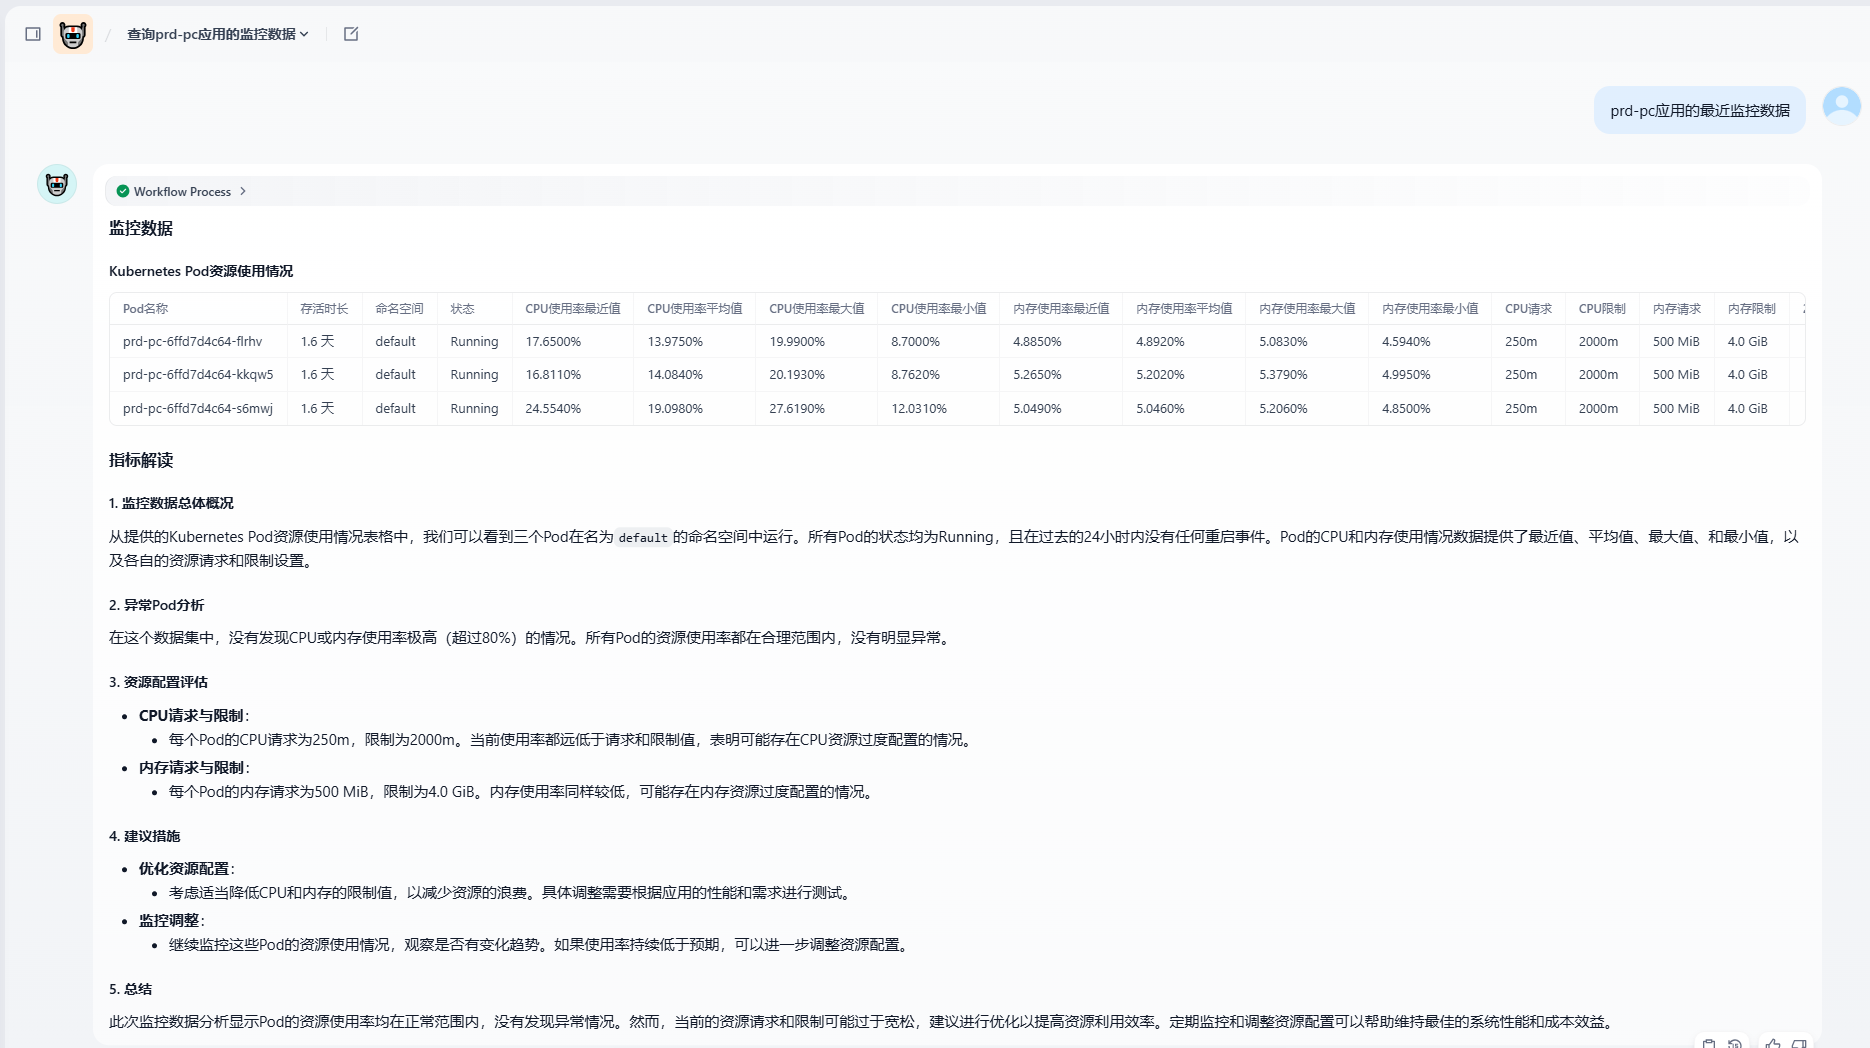 查询prd-pc应用的监控数据
prd-pc应用的最近监控数据
Workflow Process
监控数据
Kubernetes Pod资源使用情况
Pod名称 存活时长 命名空间 状态 CPU使用率最近值 CPU使用率平均值 CPU使用率最大值 CPU使用率最小值 内存使用率最近值 内存使用率平均值 内存使用率最大值 内存使用率最小值 CPU请求 CPU限制 内存请求 内存限制
prd-pc-6ffd7d4c64-flrhv 1.6 天 default Running 17.6500% 13.9750% 19.9900% 8.7000% 4.8850% 4.8920% 5.0830% 4.5940% 250m 2000m 500 MiB 4.0 GiB
prd-pc-6ffd7d4c64-kkqw5 1.6 天 default Running 16.8110% 14.0840% 20.1930% 8.7620% 5.2650% 5.2020% 5.3790% 4.9950% 250m 2000m 500 MiB 4.0 GiB
prd-pc-6ffd7d4c64-s6mwj 1.6 天 default Running 24.5540% 19.0980% 27.6190% 12.0310% 5.0490% 5.0460% 5.2060% 4.8500% 250m 2000m 500 MiB 4.0 GiB
指标解读
1. 监控数据总体概况
从提供的Kubernetes Pod资源使用情况表格中，我们可以看到三个Pod在名为 default 的命名空间中运行。所有Pod的状态均为Running，且在过去的24小时内没有任何重启事件。Pod的CPU和内存使用情况数据提供了最近值、平均值、最大值、和最小值，以
及各自的资源请求和限制设置。
2. 异常Pod分析
在这个数据集中，没有发现CPU或内存使用率极高（超过80%）的情况。所有Pod的资源使用率都在合理范围内，没有明显异常。
3. 资源配置评估
• CPU请求与限制：
• 每个Pod的CPU请求为250m，限制为2000m。当前使用率都远低于请求和限制值，表明可能存在CPU资源过度配置的情况。
• 内存请求与限制：
• 每个Pod的内存请求为500 MiB，限制为4.0 GiB。内存使用率同样较低，可能存在内存资源过度配置的情况。
4. 建议措施
• 优化资源配置：
• 考虑适当降低CPU和内存的限制值，以减少资源的浪费。具体调整需要根据应用的性能和需求进行测试。
• 监控调整：
• 继续监控这些Pod的资源使用情况，观察是否有变化趋势。如果使用率持续低于预期，可以进一步调整资源配置。
5. 总结
此次监控数据分析显示Pod的资源使用率均在正常范围内，没有发现异常情况。然而，当前的资源请求和限制可能过于宽松，建议进行优化以提高资源利用效率。定期监控和调整资源配置可以帮助维持最佳的系统性能和成本效益。